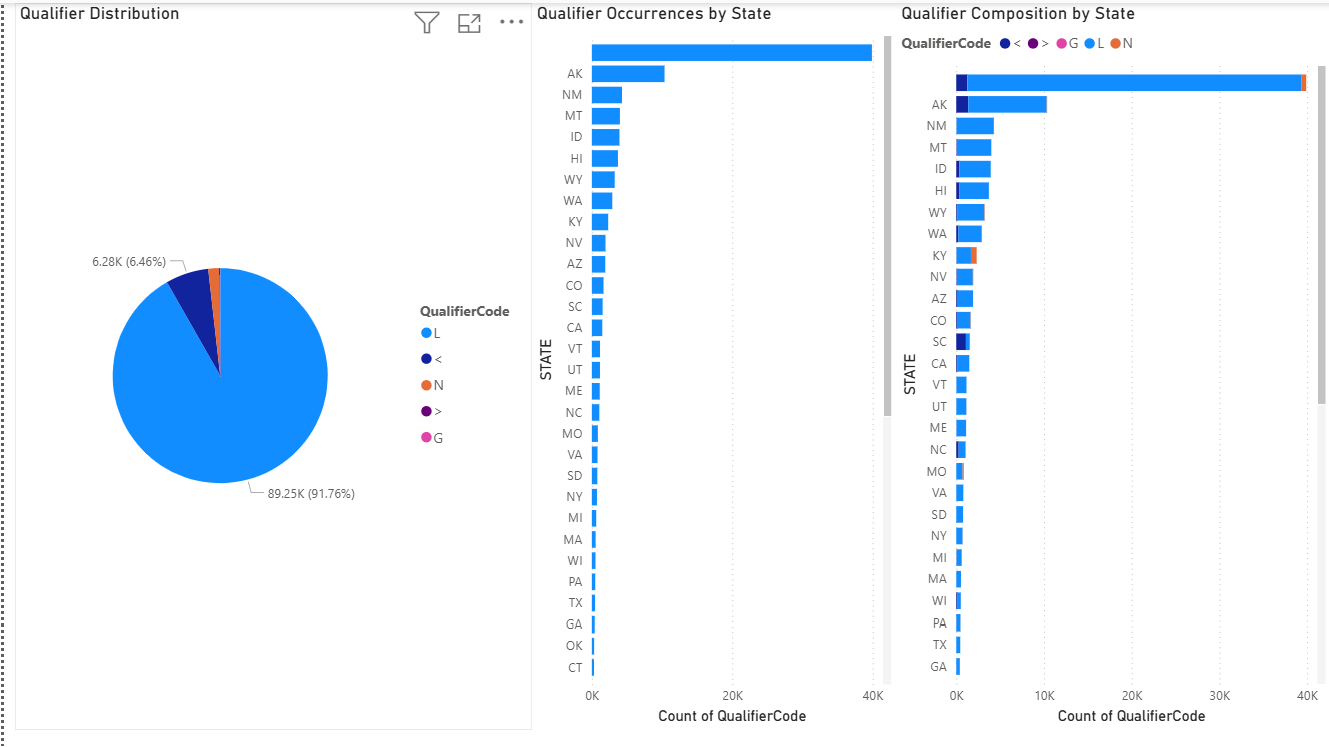 Qualifier Distribution
6.28K (6.46%)
89.25K (91.76%)
QualifierCode
L
<
N
>
G
Qualifier Occurrences by State
STATE
AK
NM
MT
ID
HI
WY
WA
KY
NV
AZ
CO
SC
CA
VT
UT
ME
NC
MO
VA
SD
NY
MI
MA
WI
PA
TX
GA
OK
CT
0K 20K 40K
Count of QualifierCode
Qualifier Composition by State
QualifierCode < > G L N
STATE
AK
NM
MT
ID
HI
WY
WA
KY
NV
AZ
CO
SC
CA
VT
UT
ME
NC
MO
VA
SD
NY
MI
MA
WI
PA
TX
GA
0K 10K 20K 30K 40K
Count of QualifierCode